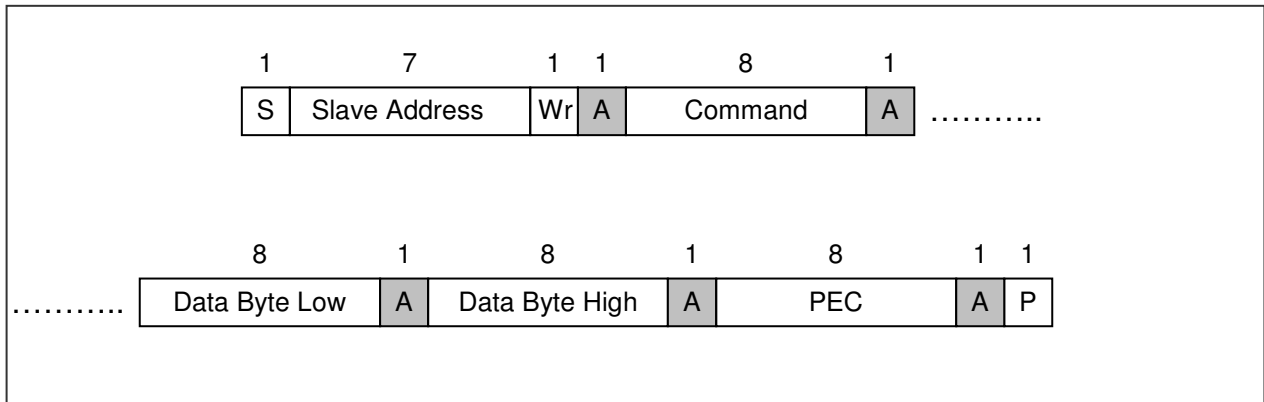 1 7 1 1 8 1
S Slave Address Wr A Command A ………..
8 1 8 1 8 1 1
……….. Data Byte Low A Data Byte High A PEC A P